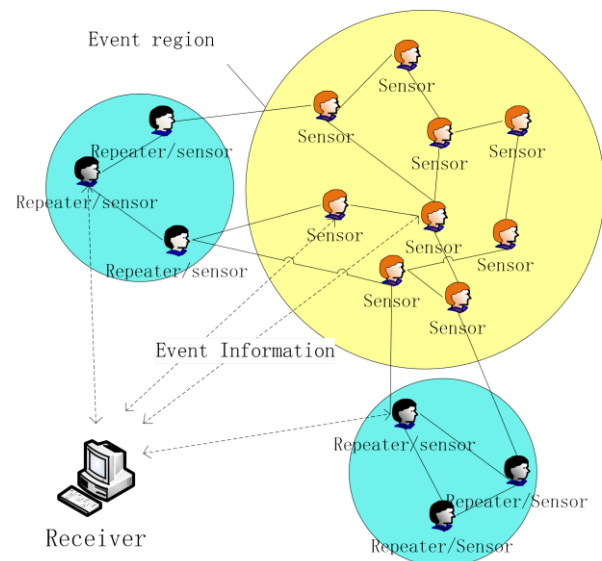 Event region
Sensor
Sensor
Sensor
Sensor
Repeater/sensor
Repeater/sensor
Sensor
Sensor
Sensor
Repeater/sensor
Sensor
Sensor
Event Information
Repeater/sensor
Repeater/Sensor
Receiver
Repeater/Sensor